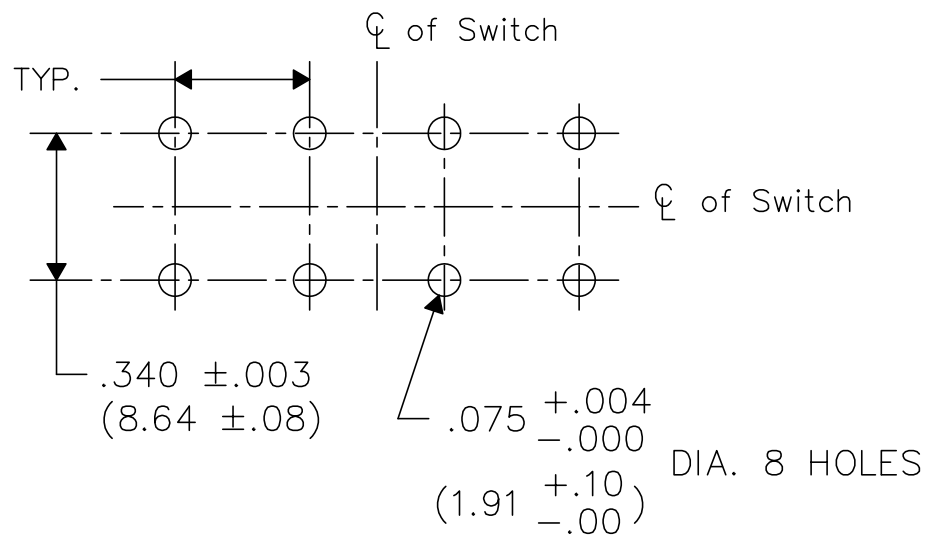 ℄ of Switch
TYP.
℄ of Switch
.340 ±.003
(8.64 ±.08)
.075 +.004
-.000
DIA. 8 HOLES
(1.91 +.10
-.00)